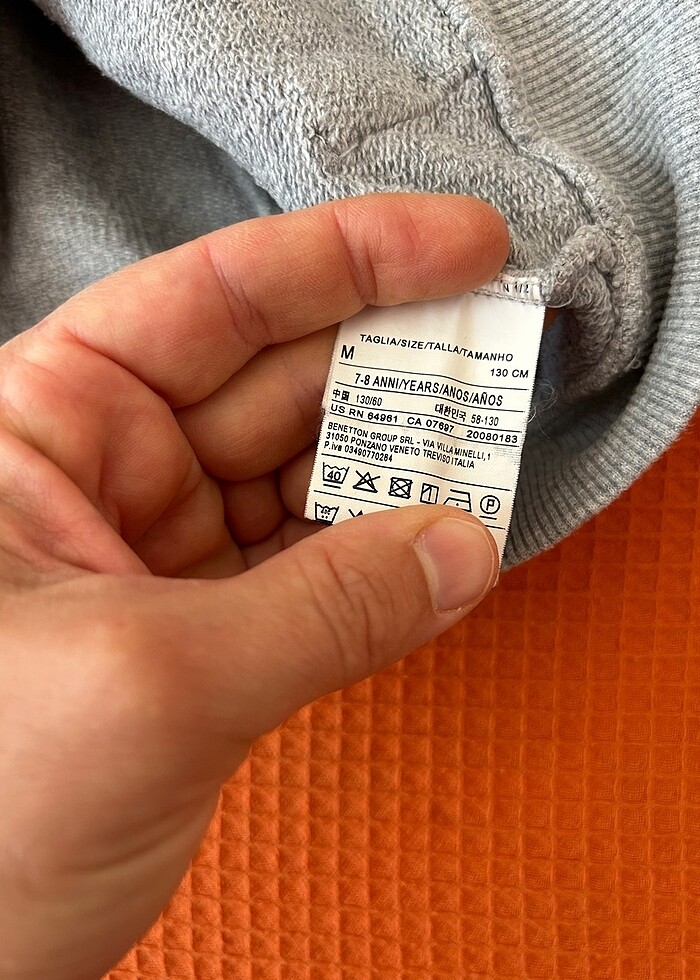 TAGLIA/SIZE/TALLA/TAMANHO
M 130 CM
7-8 ANNI/YEARS/ANOS/AÑOS
中国 130/60 대한민국 58-130
US RN 64961 CA 07697 20080183
BENETTON GROUP SRL - VIA VILLA MINELLI, 1
31050 PONZANO VENETO TREVISO ITALIA
P.iva 03490770264
40 P